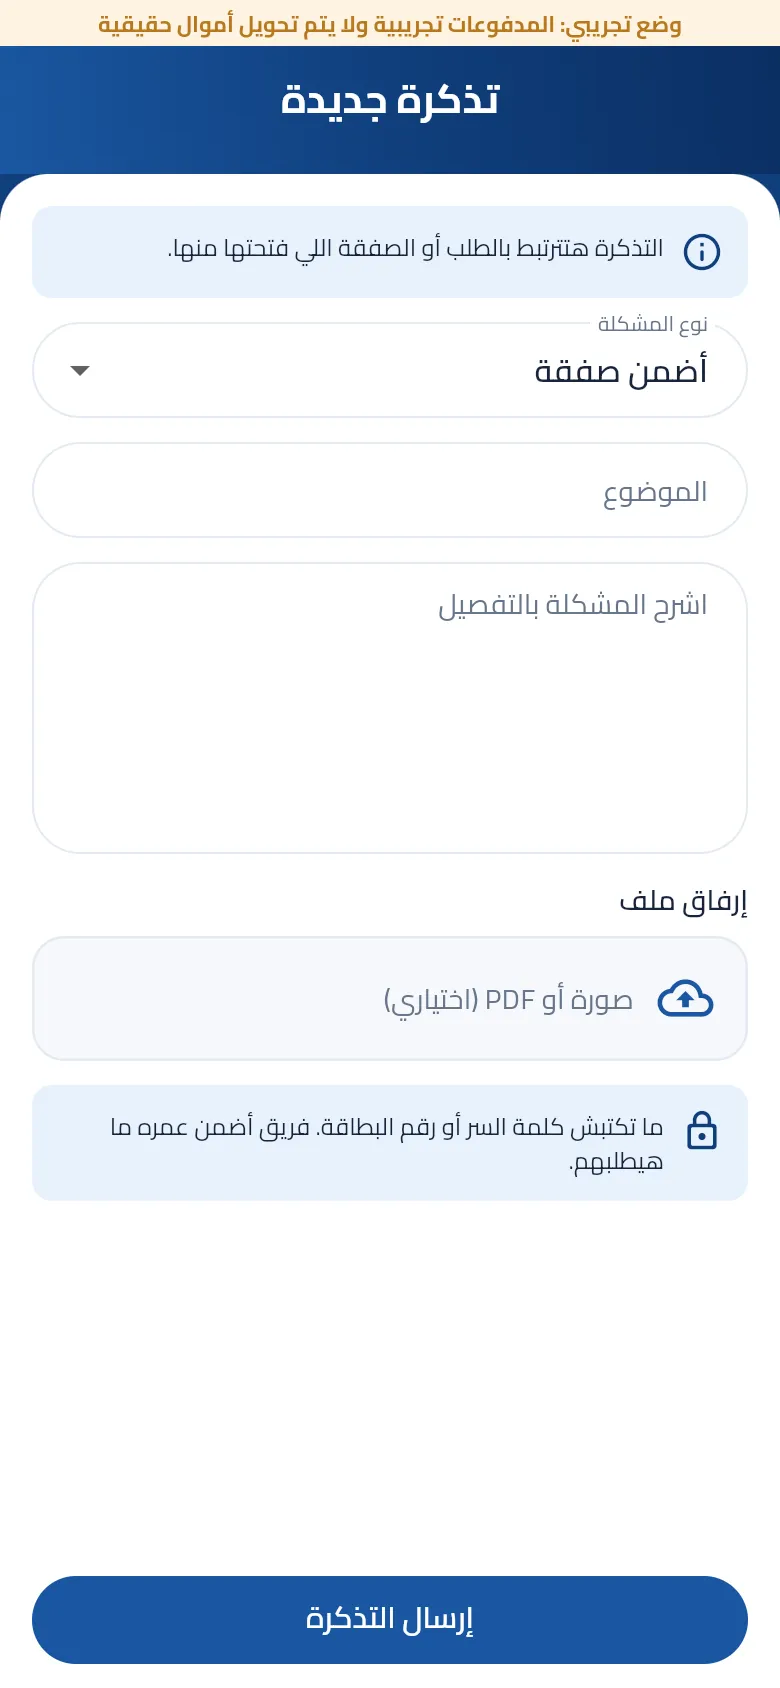 وضع تجريبي: المدفوعات تجريبية ولا يتم تحويل أموال حقيقية
تذكرة جديدة
التذكرة هتترتبط بالطلب أو الصفقة اللي فتحتها منها.
نوع المشكلة
أضمن صفقة
الموضوع
اشرح المشكلة بالتفصيل
إرفاق ملف
صورة أو PDF (اختياري)
ما تكتبش كلمة السر أو رقم البطاقة. فريق أضمن عمره ما
هيطلبهم.
إرسال التذكرة